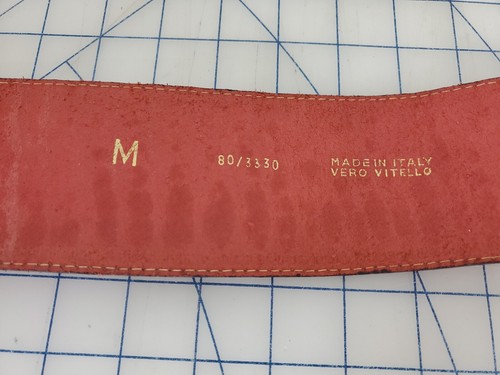 M
80/3330
MADE IN ITALY
VERO VITELLO